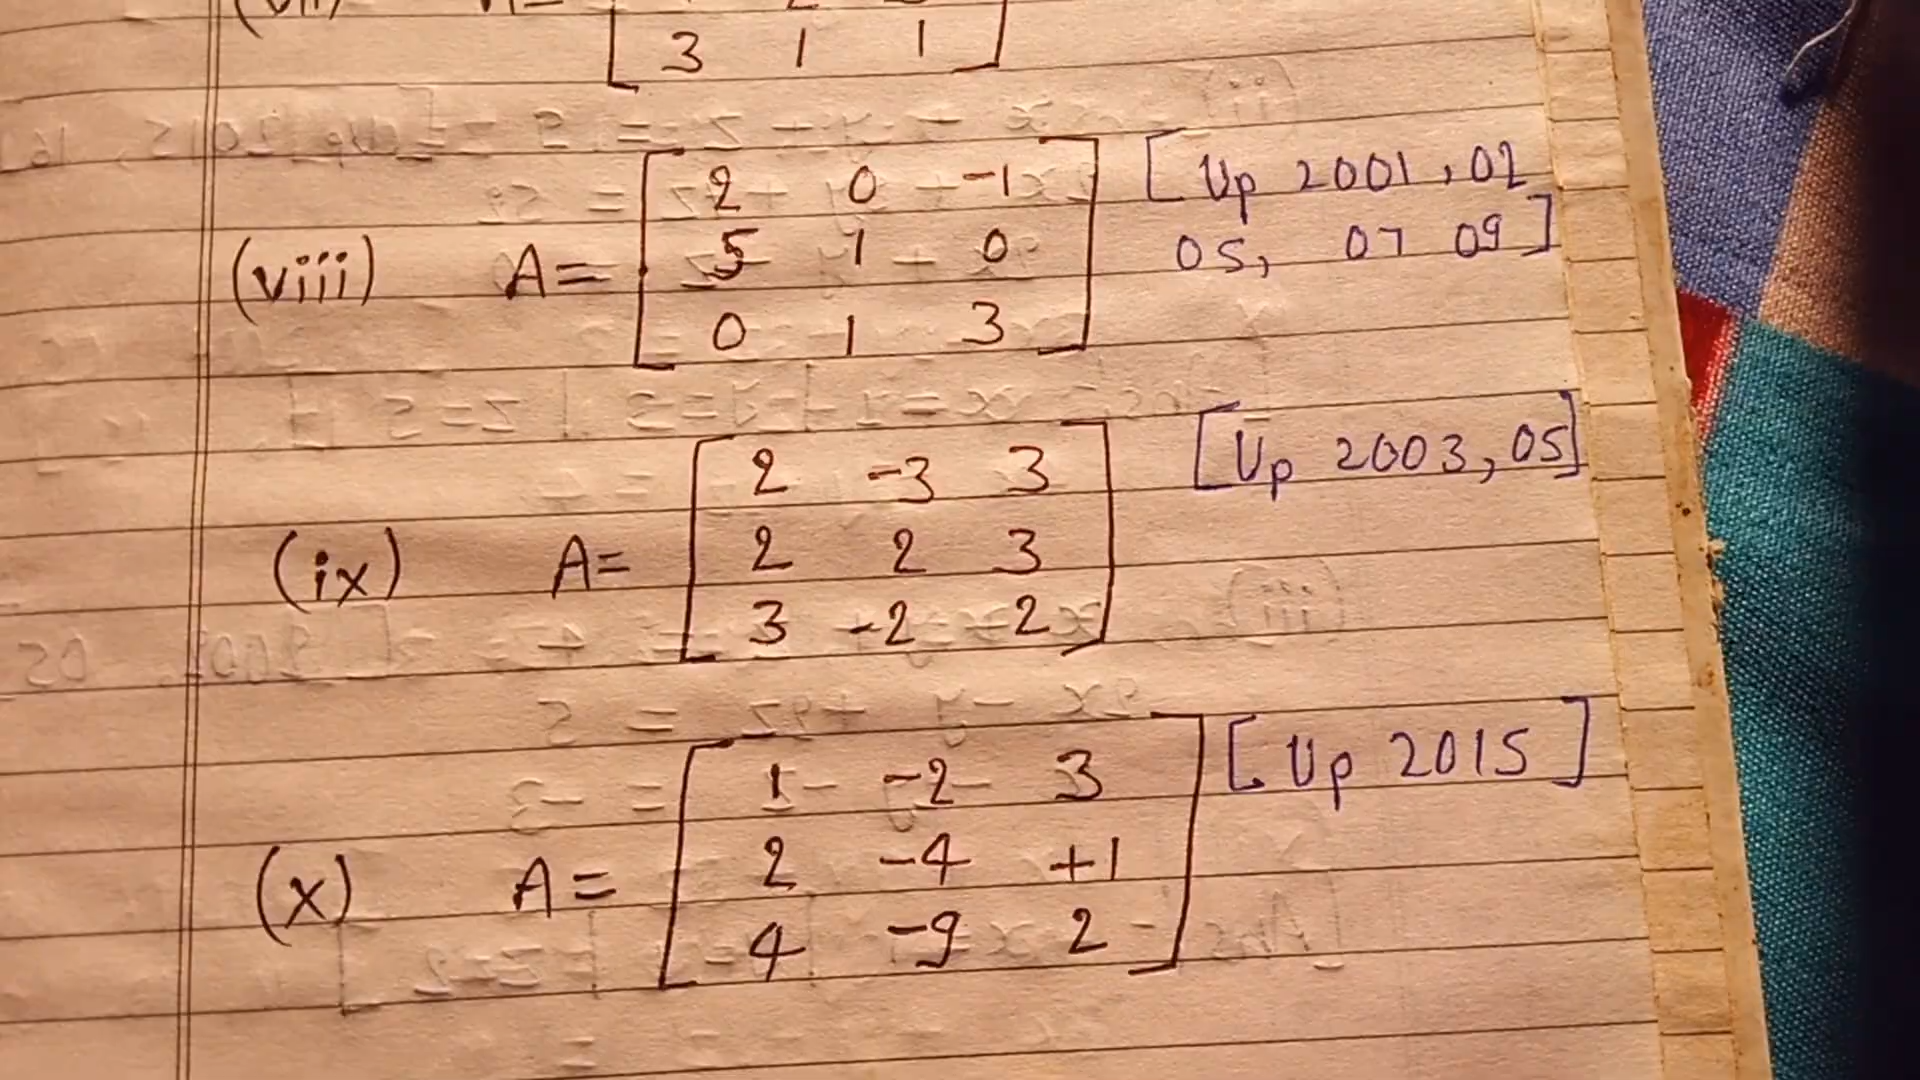 3 1 1
2 0 -1 [Up 2001, 02
(viii) A= 5 1 0 05, 07 09]
0 1 3
2 -3 3 [Up 2003, 05]
(ix) A= 2 2 3
3 -2 2
1 -2 3 [Up 2015]
(x) A= 2 -4 +1
4 -9 2